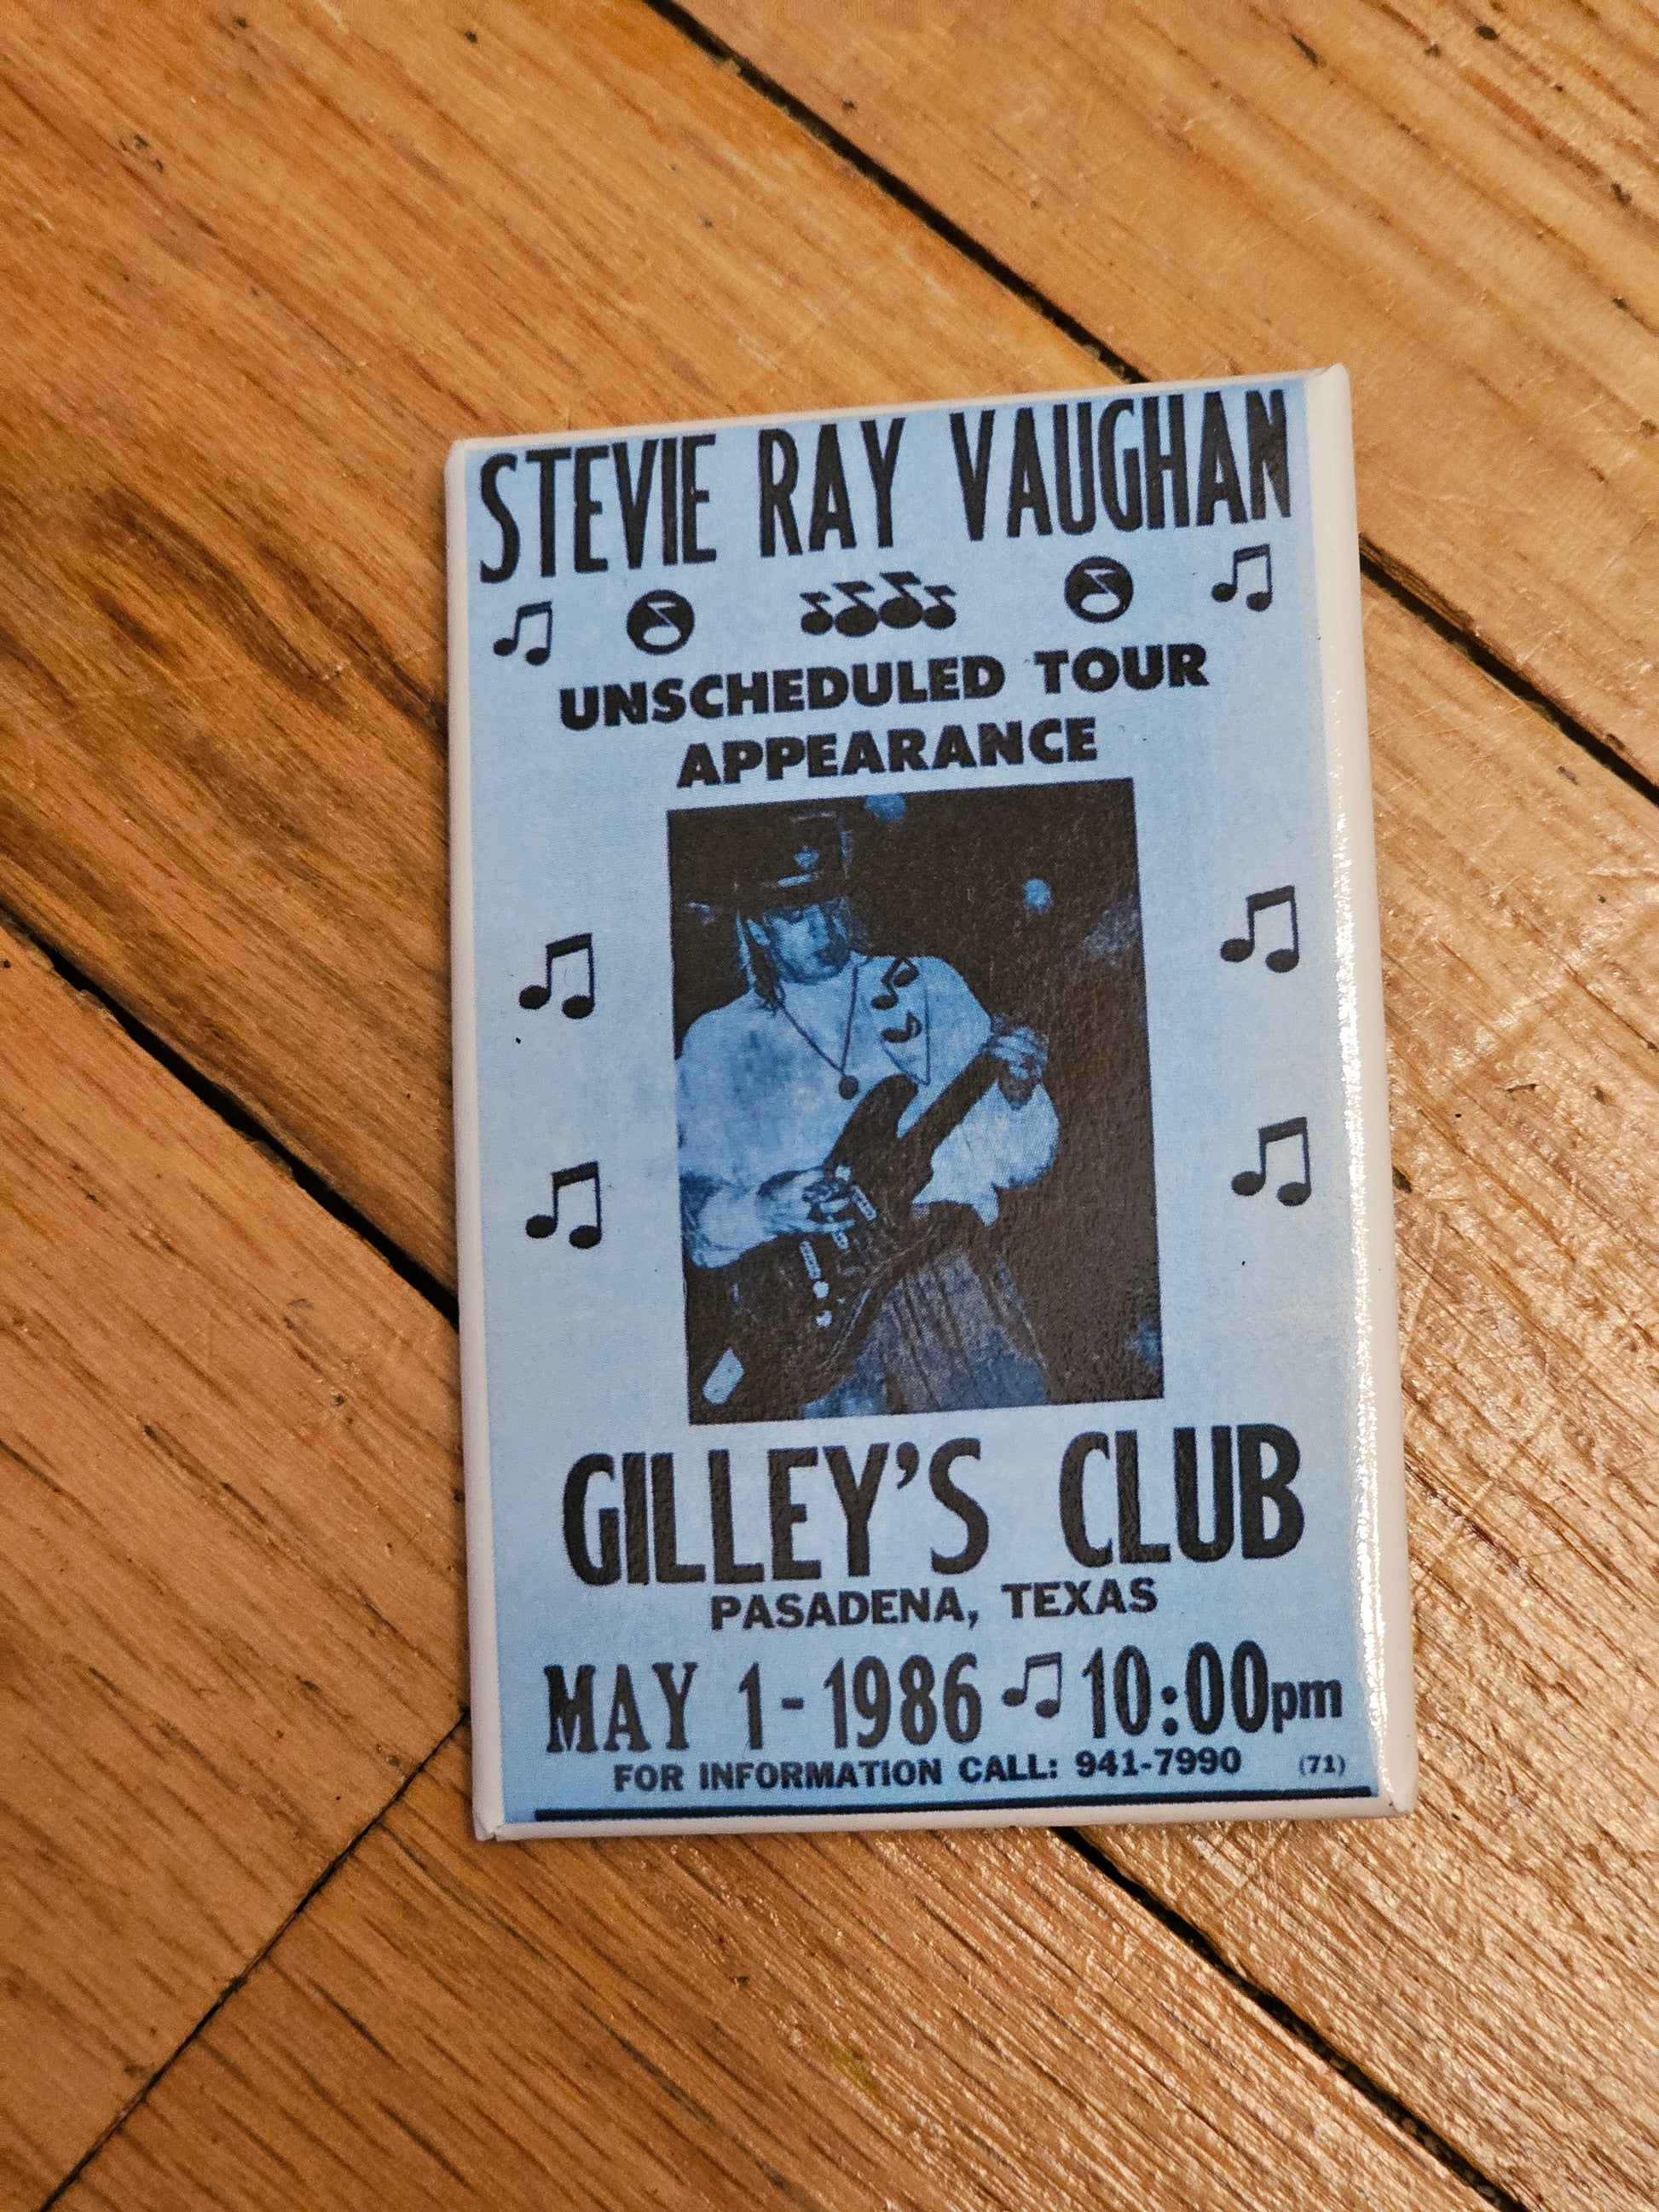 STEVIE RAY VAUGHAN
UNSCHEDULED TOUR
APPEARANCE
GILLEY'S CLUB
PASADENA, TEXAS
MAY 1-1986 10:00pm
FOR INFORMATION CALL: 941-7990 (71)